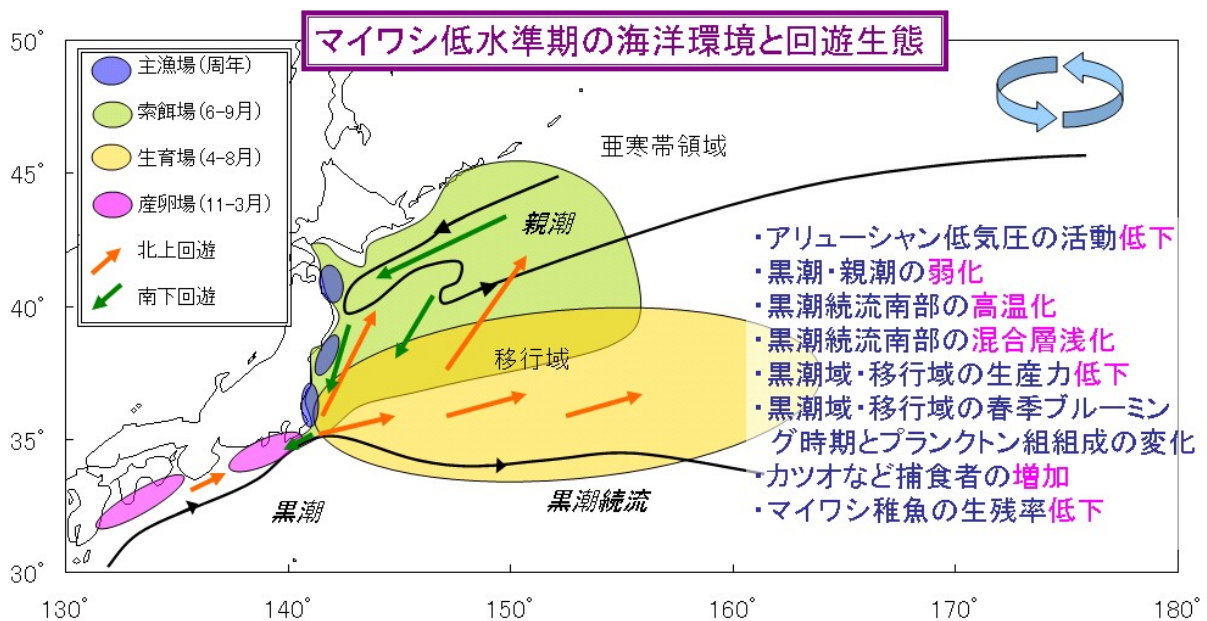 マイワシ低水準期の海洋環境と回遊生態
50°
45°
40°
35°
30°
130°
140°
150°
160°
170°
180°
主漁場(周年)
索餌場(6-9月)
生育場(4-8月)
産卵場(11-3月)
北上回遊
南下回遊
亜寒帯領域
親潮
移行域
黒潮
黒潮続流
・アリューシャン低気圧の活動低下
・黒潮・親潮の弱化
・黒潮続流南部の高温化
・黒潮続流南部の混合層浅化
・黒潮域・移行域の生産力低下
・黒潮域・移行域の春季ブルーミン
グ時期とプランクトン組組成の変化
・カツオなど捕食者の増加
・マイワシ稚魚の生残率低下